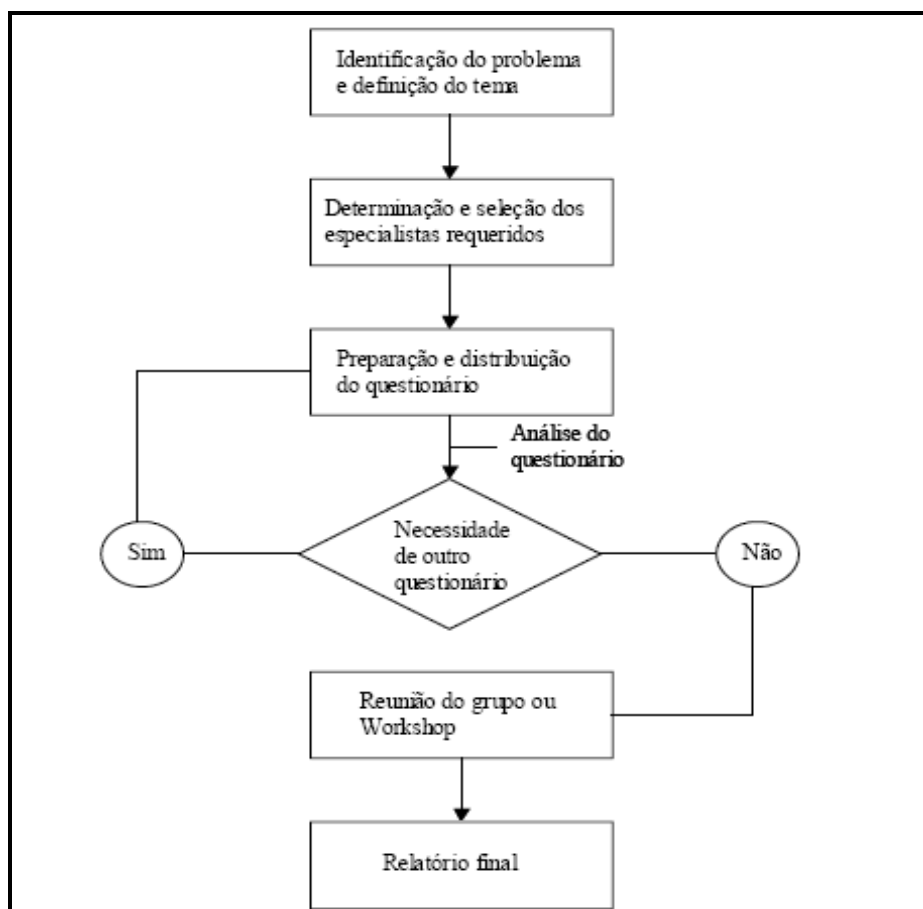 Identificação do problema
e definição do tema
Determinação e seleção dos
especialistas requeridos
Preparação e distribuição
do questionário
Análise do
questionário
Necessidade
de outro
questionário
Sim
Não
Reunião do grupo ou
Workshop
Relatório final